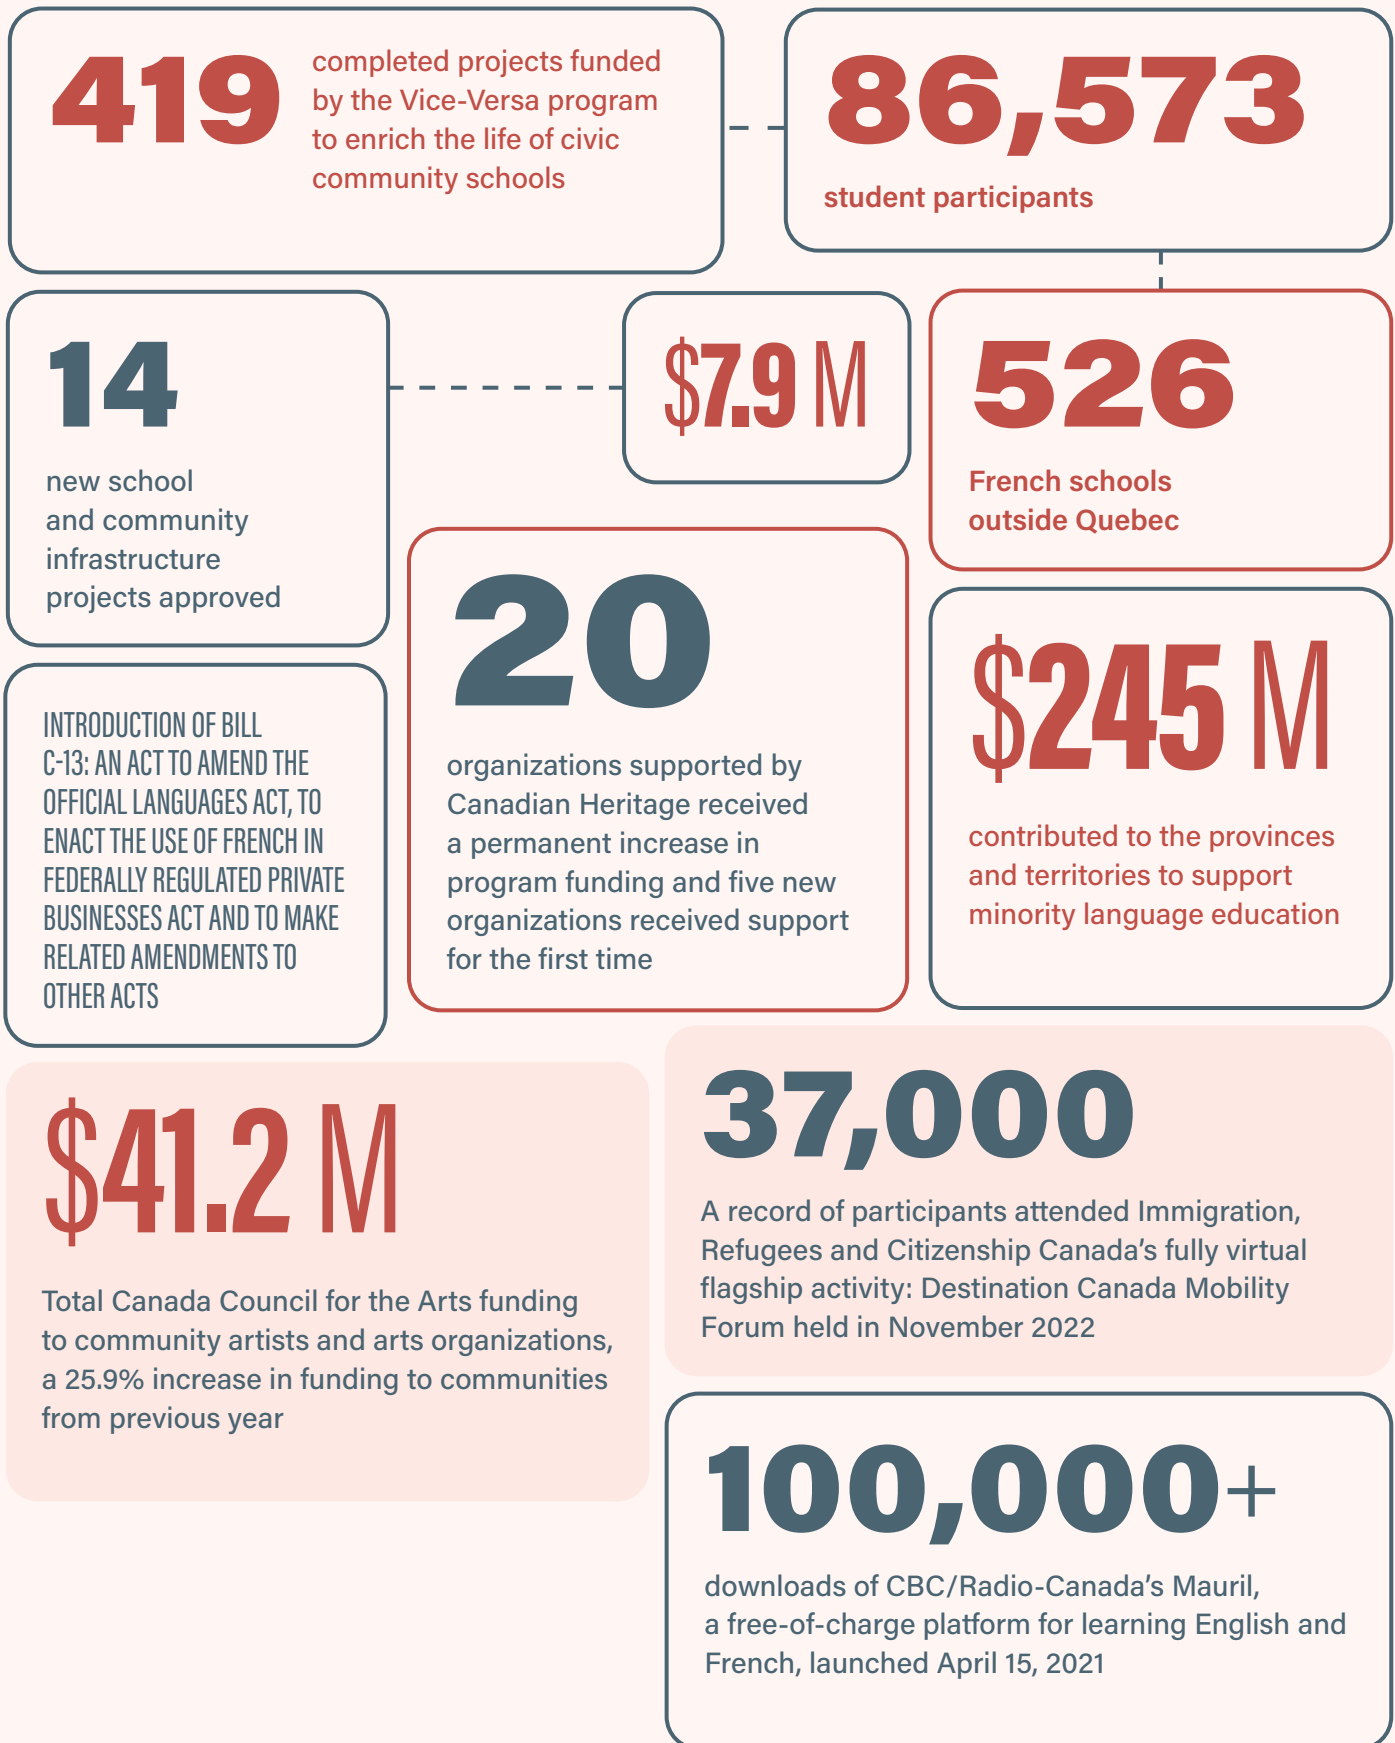 419
completed projects funded
by the Vice-Versa program
to enrich the life of civic
community schools
86,573
student participants
14
new school
and community
infrastructure
projects approved
$7.9 M
526
French schools
outside Quebec
INTRODUCTION OF BILL
C-13: AN ACT TO AMEND THE
OFFICIAL LANGUAGES ACT, TO
ENACT THE USE OF FRENCH IN
FEDERALLY REGULATED PRIVATE
BUSINESSES ACT AND TO MAKE
RELATED AMENDMENTS TO
OTHER ACTS
20
organizations supported by
Canadian Heritage received
a permanent increase in
program funding and five new
organizations received support
for the first time
$245 M
contributed to the provinces
and territories to support
minority language education
$41.2 M
Total Canada Council for the Arts funding
to community artists and arts organizations,
a 25.9% increase in funding to communities
from previous year
37,000
A record of participants attended Immigration,
Refugees and Citizenship Canada’s fully virtual
flagship activity: Destination Canada Mobility
Forum held in November 2022
100,000+
downloads of CBC/Radio-Canada’s Mauril,
a free-of-charge platform for learning English and
French, launched April 15, 2021